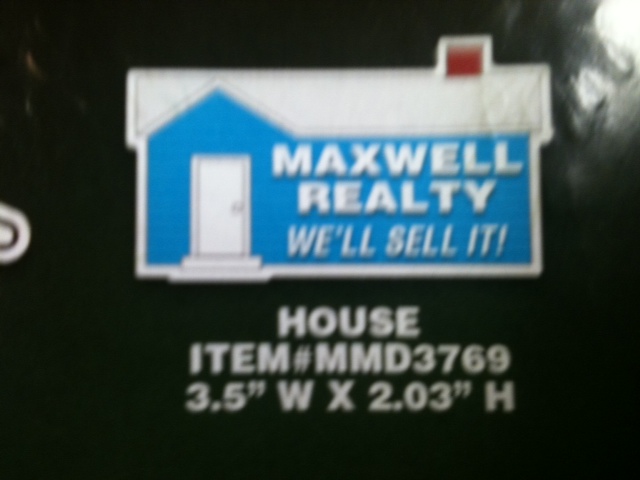 MAXWELL
REALTY
WE'LL SELL IT!
HOUSE
ITEM#MMD3769
3.5” W X 2.03” H